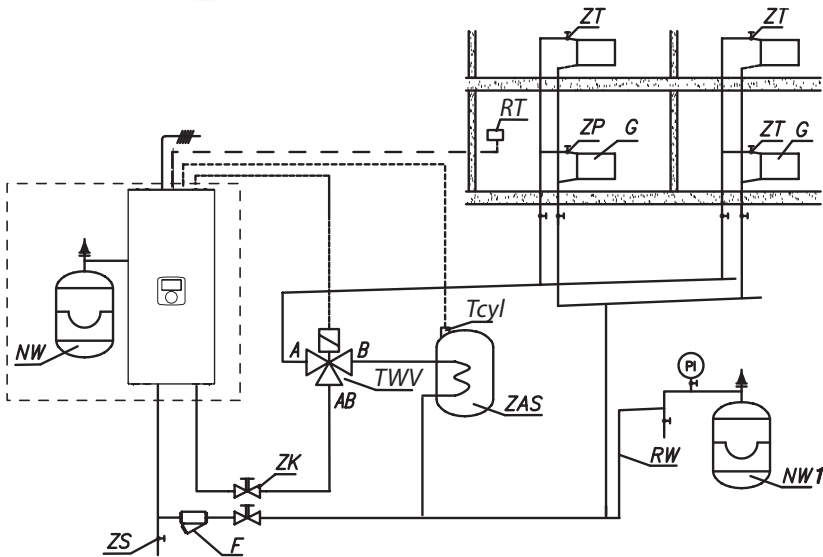 ZT ZT
RT
ZP G ZT G
NW
Tcyl
A B
TWV
AB
ZAS
PI
ZK
RW
NW1
ZS
F